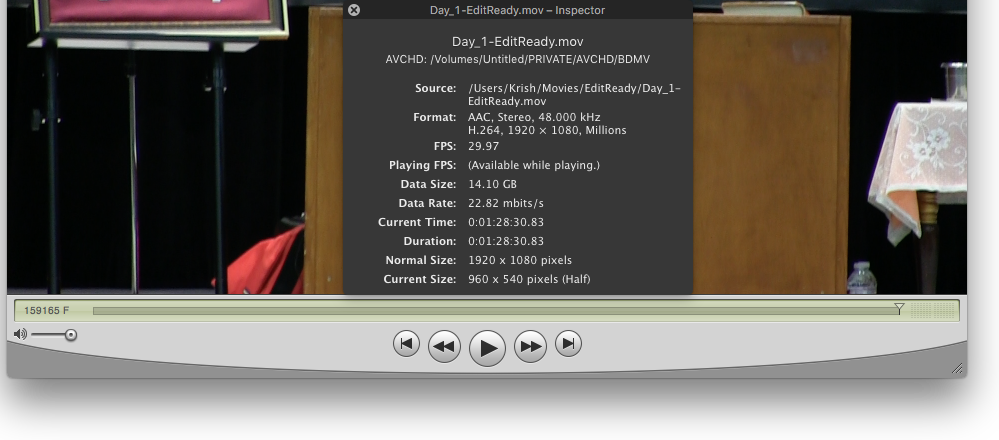 Day_1-EditReady.mov – Inspector
Day_1-EditReady.mov
AVCHD: /Volumes/Untitled/PRIVATE/AVCHD/BDMV
Source: /Users/Krish/Movies/EditReady/Day_1-
EditReady.mov
Format: AAC, Stereo, 48.000 kHz
H.264, 1920 × 1080, Millions
FPS: 29.97
Playing FPS: (Available while playing.)
Data Size: 14.10 GB
Data Rate: 22.82 mbits/s
Current Time: 0:01:28:30.83
Duration: 0:01:28:30.83
Normal Size: 1920 x 1080 pixels
Current Size: 960 x 540 pixels (Half)
159165 F